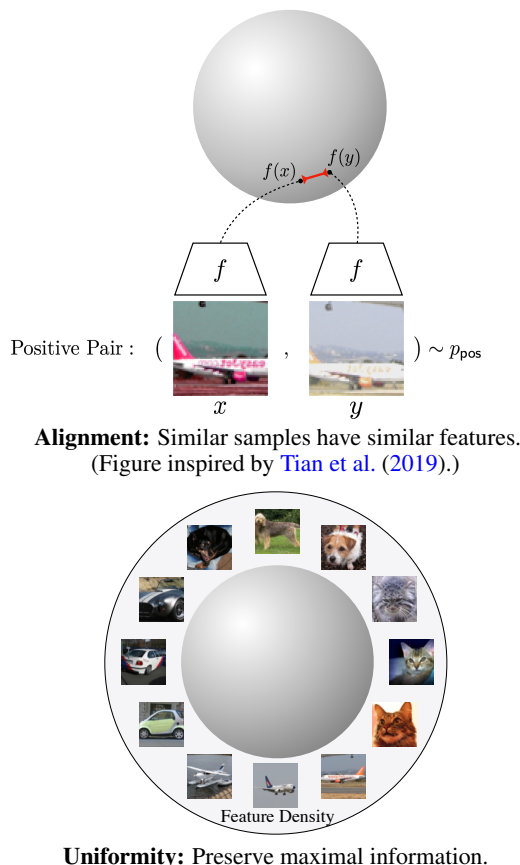 f(x)
f(y)
f
f
Positive Pair : ( , ) ∼ p_pos
x
y
Alignment: Similar samples have similar features.
(Figure inspired by Tian et al. (2019).)
Feature Density
Uniformity: Preserve maximal information.